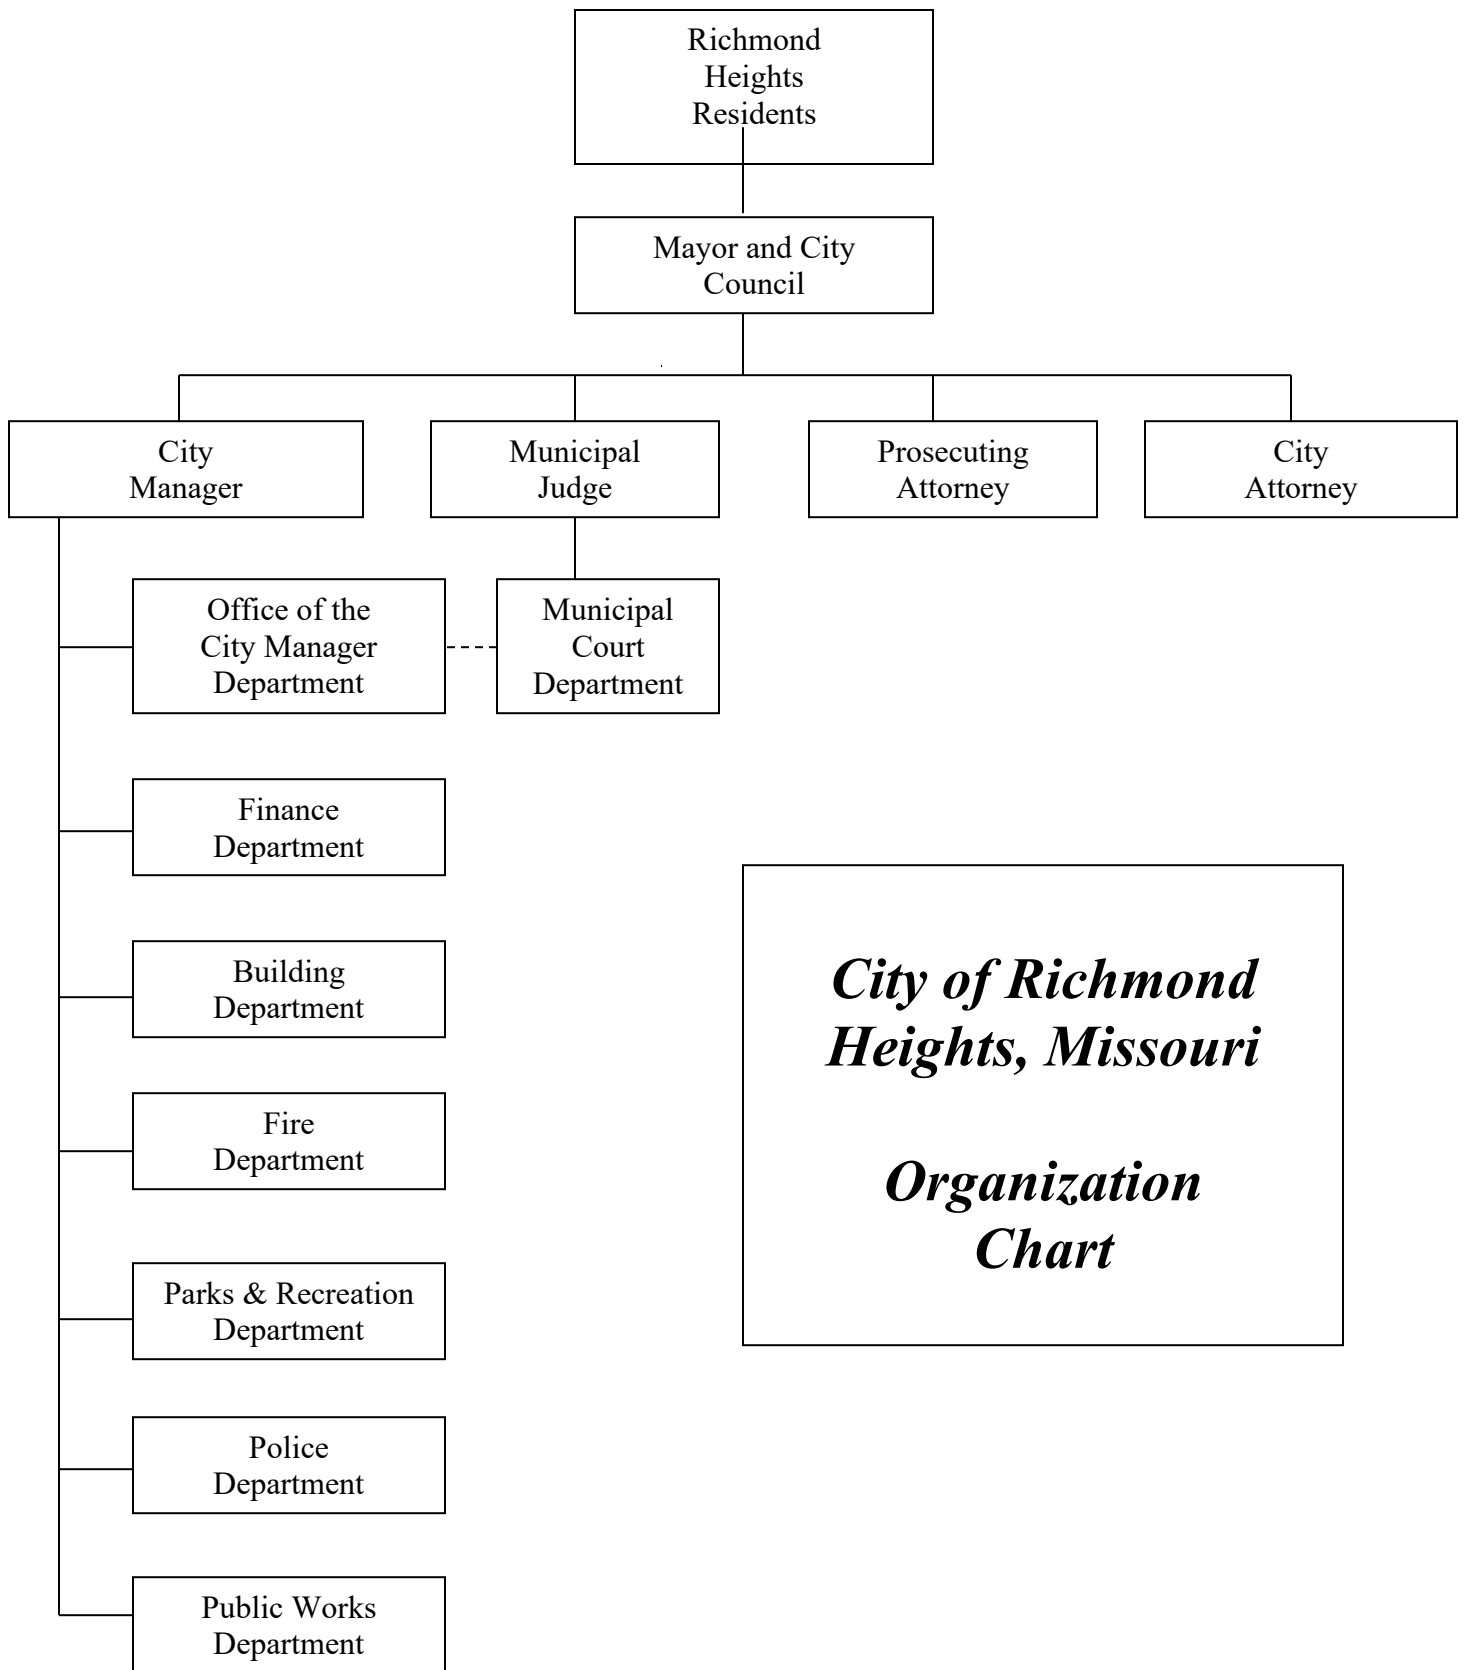 Richmond
Heights
Residents
Mayor and City
Council
City
Manager
Municipal
Judge
Prosecuting
Attorney
City
Attorney
Office of the
City Manager
Department
Municipal
Court
Department
Finance
Department
Building
Department
Fire
Department
Parks & Recreation
Department
Police
Department
Public Works
Department
City of Richmond
Heights, Missouri
Organization
Chart